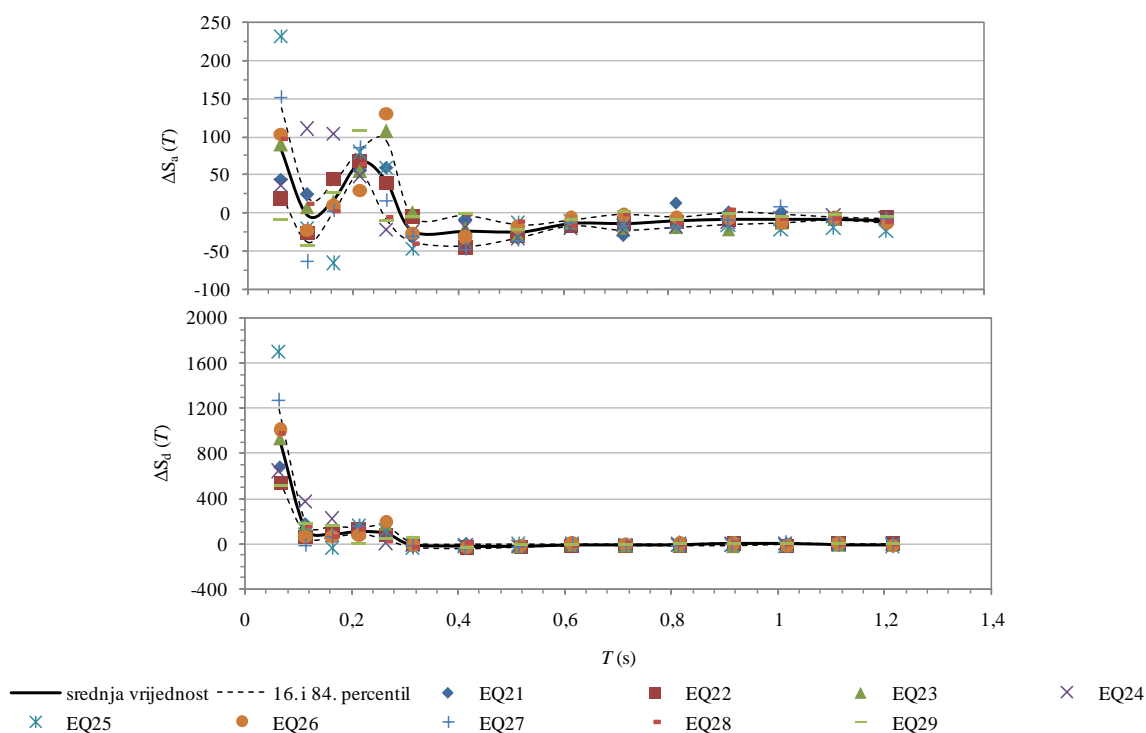 250
200
150
100
50
0
-50
-100
ΔSa (T)
2000
1600
1200
800
400
0
-400
ΔSd (T)
0 0,2 0,4 0,6 0,8 1 1,2 1,4
T (s)
srednja vrijednost 16. i 84. percentil EQ21 EQ22 EQ23 EQ24
EQ25 EQ26 EQ27 EQ28 EQ29